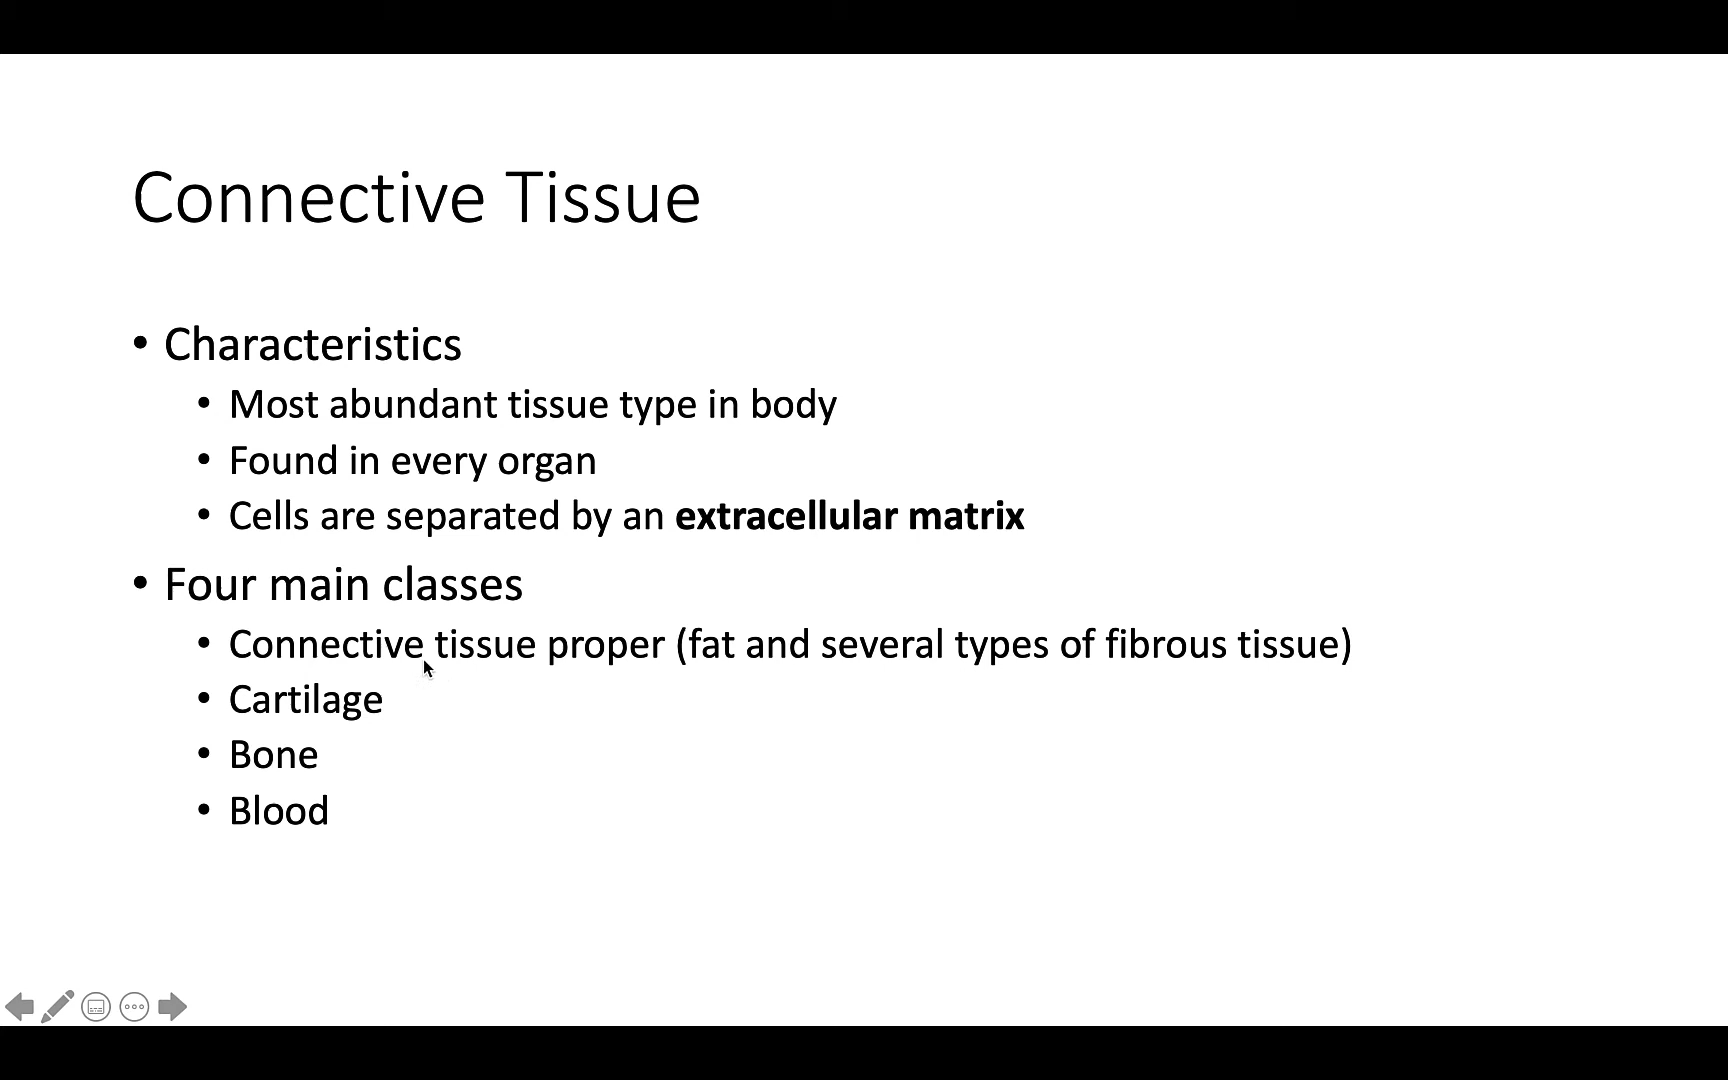 Connective Tissue
• Characteristics
• Most abundant tissue type in body
• Found in every organ
• Cells are separated by an extracellular matrix
• Four main classes
• Connective tissue proper (fat and several types of fibrous tissue)
• Cartilage
• Bone
• Blood